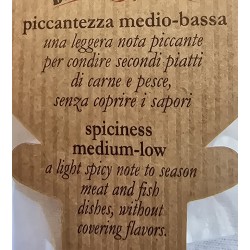 piccantezza medio-bassa
una leggera nota piccante
per condire secondi piatti
di carne e pesce,
senza coprire i sapori
spiciness
medium-low
a light spicy note to season
meat and fish
dishes, without
covering flavors.